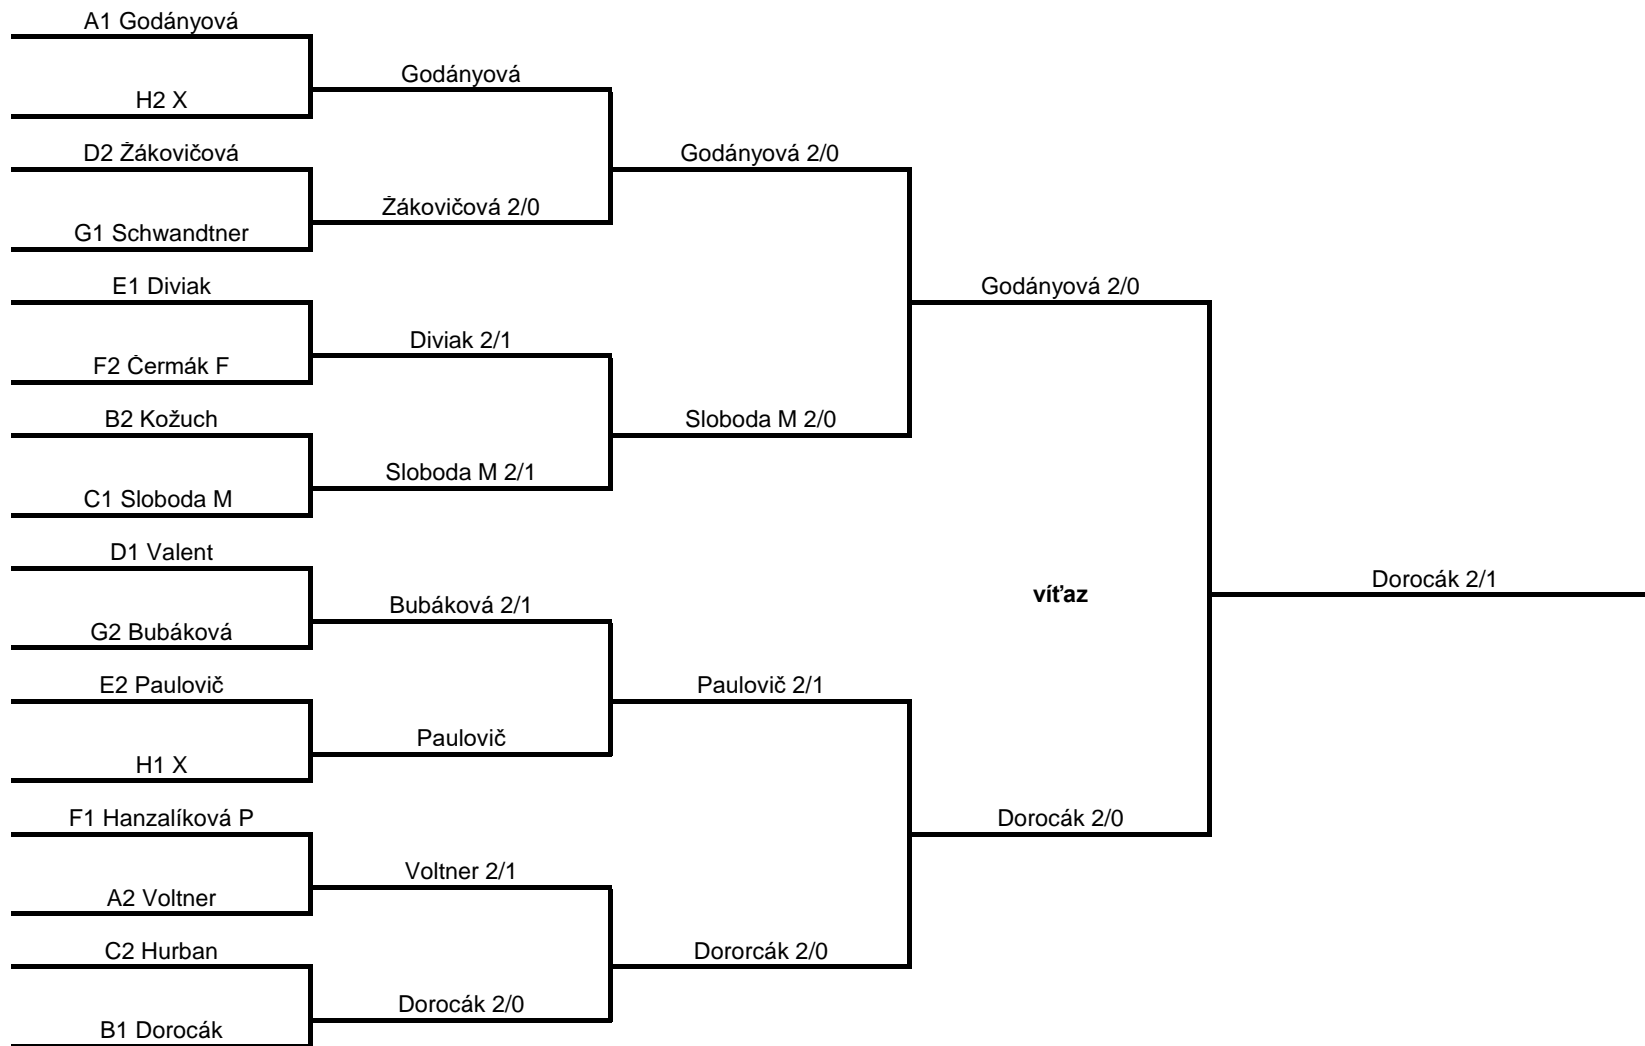 A1 Godányová
Godányová
H2 X
D2 Žákovičová
Godányová 2/0
Žákovičová 2/0
G1 Schwandtner
E1 Diviak
Godányová 2/0
Diviak 2/1
F2 Čermák F
B2 Kožuch
Sloboda M 2/0
Sloboda M 2/1
C1 Sloboda M
D1 Valent
Dorocák 2/1
víťaz
Bubáková 2/1
G2 Bubáková
E2 Paulovič
Paulovič 2/1
Paulovič
H1 X
F1 Hanzalíková P
Dorocák 2/0
Voltner 2/1
A2 Voltner
C2 Hurban
Dororcák 2/0
Dorocák 2/0
B1 Dorocák